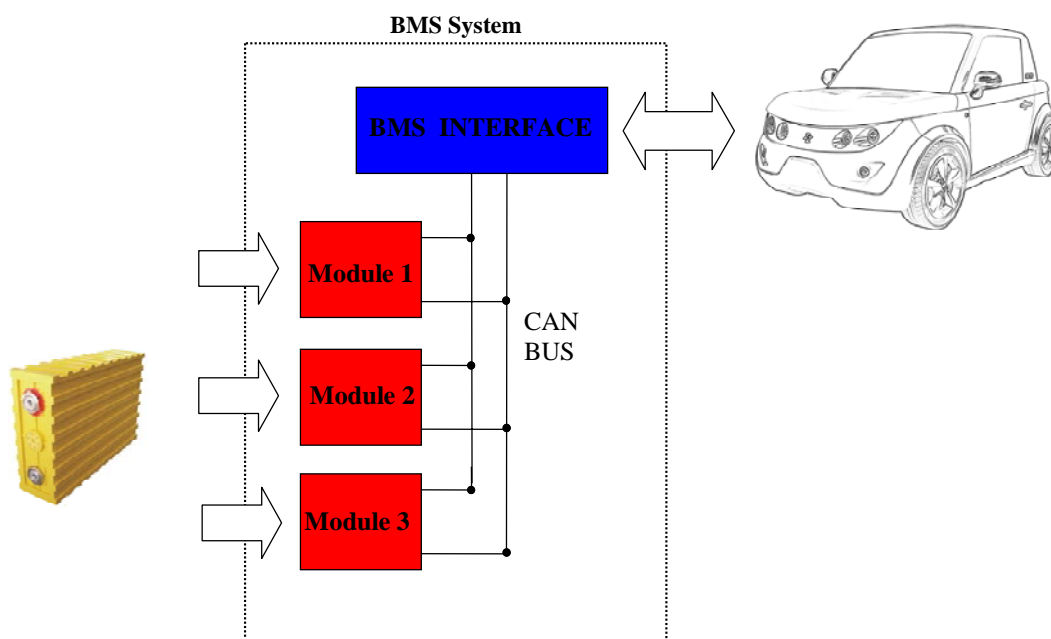 BMS System
BMS INTERFACE
Module 1
CAN
BUS
Module 2
Module 3